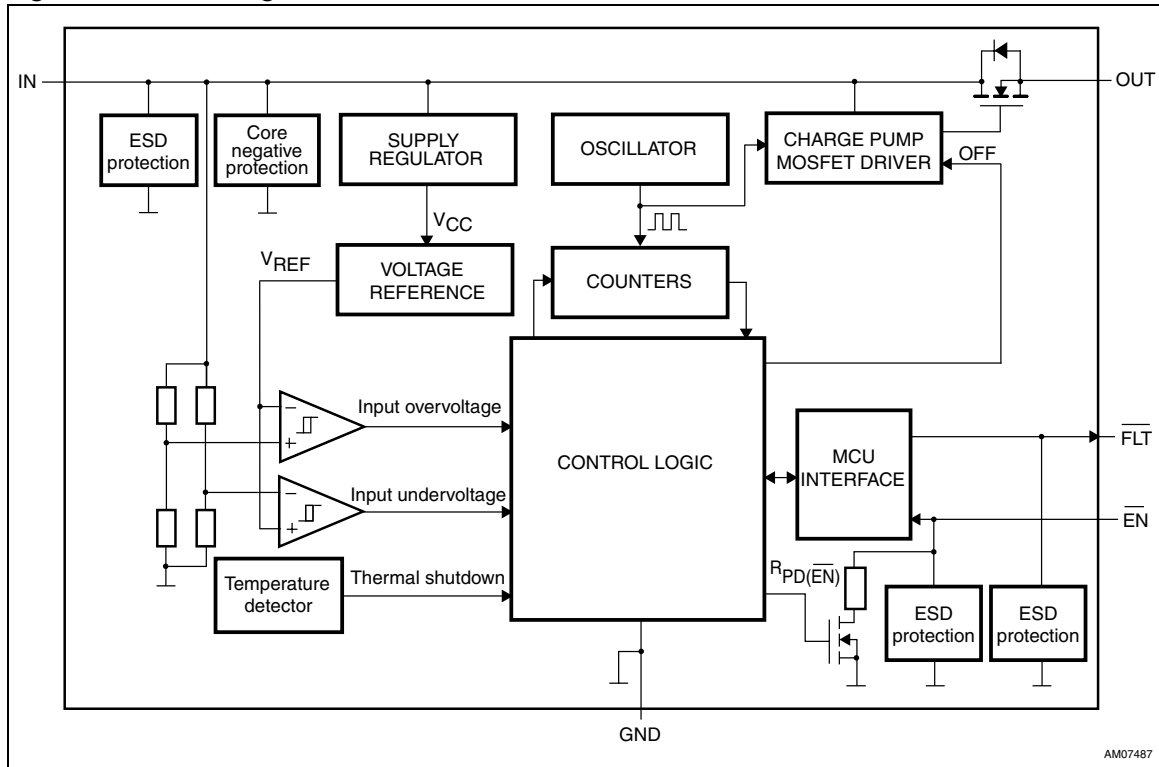 IN
OUT
ESD
protection
Core
negative
protection
SUPPLY
REGULATOR
OSCILLATOR
CHARGE PUMP
MOSFET DRIVER
OFF
VCC
VREF
VOLTAGE
REFERENCE
COUNTERS
−
+
Input overvoltage
−
+
Input undervoltage
CONTROL LOGIC
MCU
INTERFACE
FLT
EN
Temperature
detector
Thermal shutdown
RPD(EN)
ESD
protection
ESD
protection
GND
AM07487